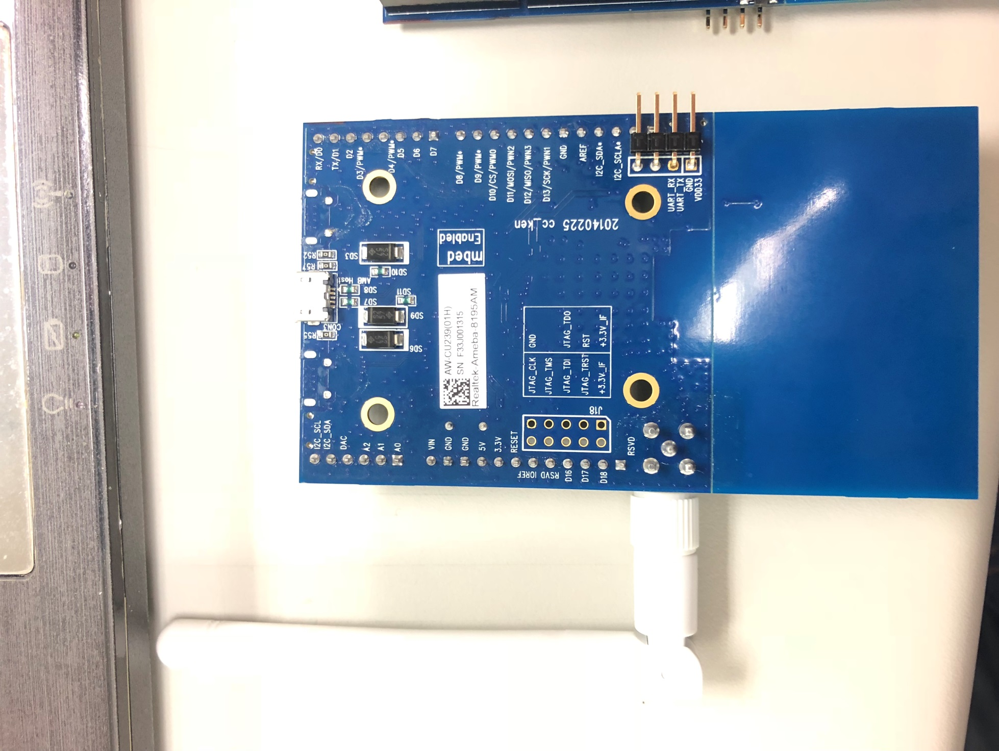 RX/D0
TX/D1
D2
D3/PWM*
D4/PWM*
D5
D6
D7
D8/PWM*
D9/PWM*
D10/CS/PWM0
D11/MOSI/PWN2
D12/MISO/PWN3
D13/SCK/PWN1
GND
AREF
I2C_SDA*
I2C_SCLA*
UART_RX
UART_TX
GND
VDD33
20140225 cc_ken
mbed
Enabled
R52
R57
AMB Host
CON3
R55
SD3
SD10
SD8
SD7
SD11
SD9
SD6
AW-CU239(01H)
SN F33J001315
Realtek-Ameba-8195AM
JTAG_CLK GND
JTAG_TMS
JTAG_TDI JTAG_TDO
JTAG_TRST RST
+3.3V_IF +3.3V_IF
J18
I2C_SCL
I2C_SDA
DAC
A2
A1
A0
VIN
GND
GND
5V
3.3V
RESET
IOREF
RSVD
D16
D17
D18
RSVD